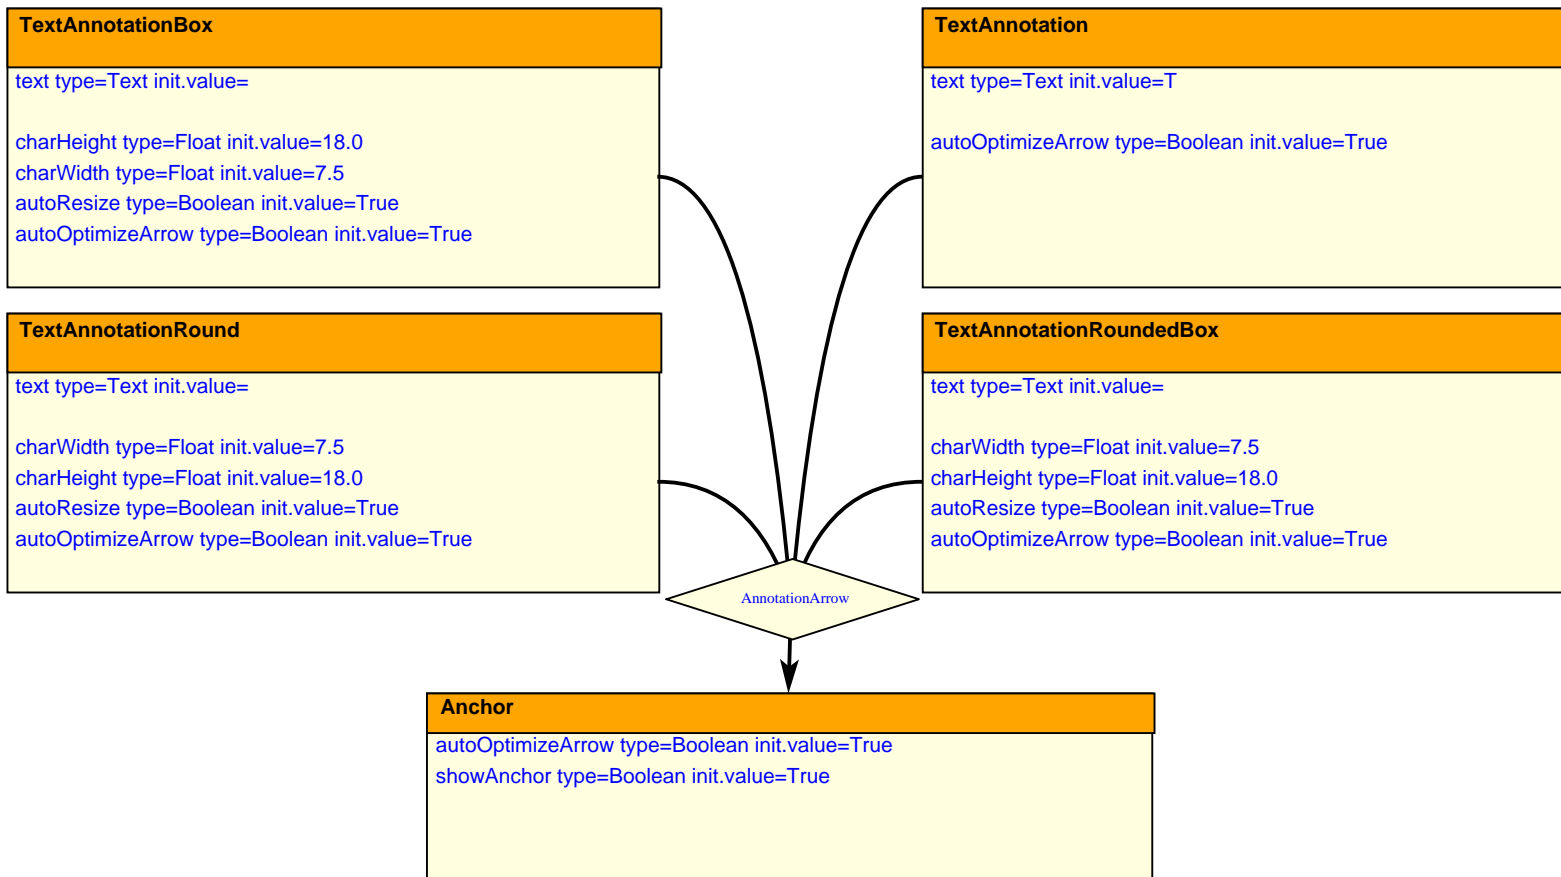 TextAnnotationBox
text type=Text init.value=
charHeight type=Float init.value=18.0
charWidth type=Float init.value=7.5
autoResize type=Boolean init.value=True
autoOptimizeArrow type=Boolean init.value=True
TextAnnotation
text type=Text init.value=T
autoOptimizeArrow type=Boolean init.value=True
TextAnnotationRound
text type=Text init.value=
charWidth type=Float init.value=7.5
charHeight type=Float init.value=18.0
autoResize type=Boolean init.value=True
autoOptimizeArrow type=Boolean init.value=True
TextAnnotationRoundedBox
text type=Text init.value=
charWidth type=Float init.value=7.5
charHeight type=Float init.value=18.0
autoResize type=Boolean init.value=True
autoOptimizeArrow type=Boolean init.value=True
AnnotationArrow
Anchor
autoOptimizeArrow type=Boolean init.value=True
showAnchor type=Boolean init.value=True